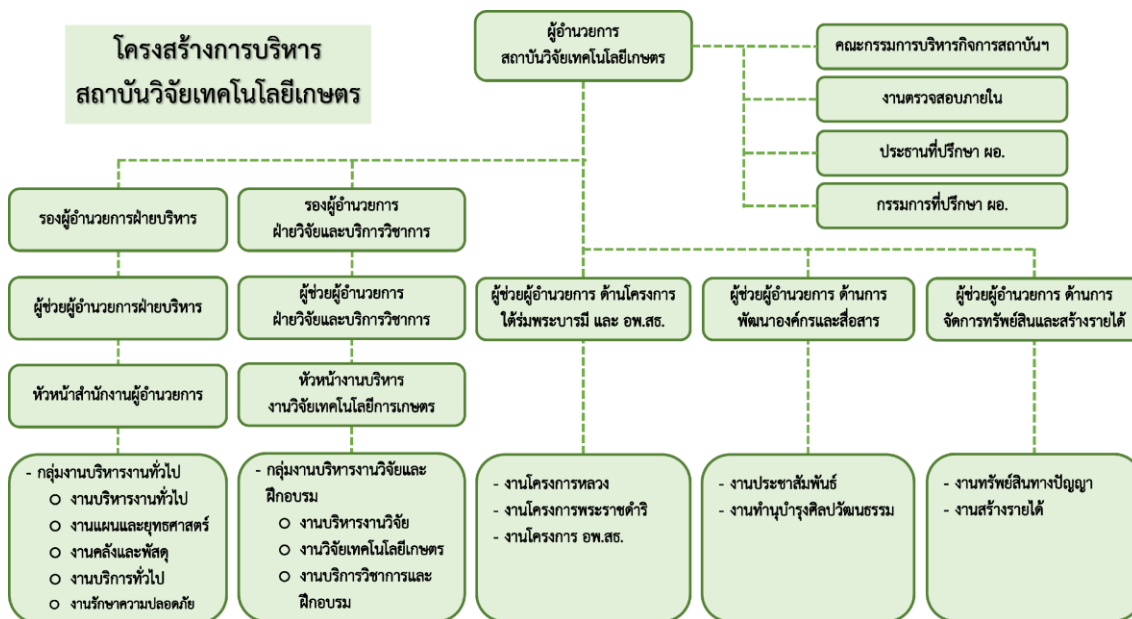 โครงสร้างการบริหาร
สถาบันวิจัยเทคโนโลยีเกษตร
ผู้อำนวยการ
สถาบันวิจัยเทคโนโลยีเกษตร
คณะกรรมการบริหารกิจการสถาบันฯ
งานตรวจสอบภายใน
ประธานที่ปรึกษา ผอ.
กรรมการที่ปรึกษา ผอ.
รองผู้อำนวยการฝ่ายบริหาร
รองผู้อำนวยการ
ฝ่ายวิจัยและบริการวิชาการ
ผู้ช่วยผู้อำนวยการฝ่ายบริหาร
ผู้ช่วยผู้อำนวยการ
ฝ่ายวิจัยและบริการวิชาการ
ผู้ช่วยผู้อำนวยการ ด้านโครงการ
ใต้ร่มพระบารมี และ อพ.สธ.
ผู้ช่วยผู้อำนวยการ ด้านการ
พัฒนาองค์กรและสื่อสาร
ผู้ช่วยผู้อำนวยการ ด้านการ
จัดการทรัพย์สินและสร้างรายได้
หัวหน้าสำนักงานผู้อำนวยการ
หัวหน้างานบริหาร
งานวิจัยเทคโนโลยีการเกษตร
- กลุ่มงานบริหารงานทั่วไป
o งานบริหารงานทั่วไป
o งานแผนและยุทธศาสตร์
o งานคลังและพัสดุ
o งานบริการทั่วไป
o งานรักษาความปลอดภัย
- กลุ่มงานบริหารงานวิจัยและ
ฝึกอบรม
o งานบริหารงานวิจัย
o งานวิจัยเทคโนโลยีเกษตร
o งานบริการวิชาการและ
ฝึกอบรม
- งานโครงการหลวง
- งานโครงการพระราชดำริ
- งานโครงการ อพ.สธ.
- งานประชาสัมพันธ์
- งานทำนุบำรุงศิลปวัฒนธรรม
- งานทรัพย์สินทางปัญญา
- งานสร้างรายได้